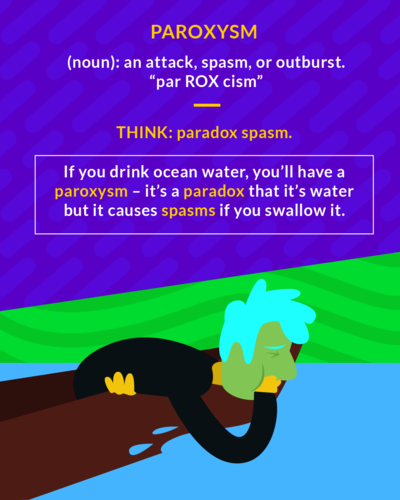 PAROXYSM
(noun): an attack, spasm, or outburst.
“par ROX cism”
THINK: paradox spasm.
If you drink ocean water, you’ll have a
paroxysm – it’s a paradox that it’s water
but it causes spasms if you swallow it.